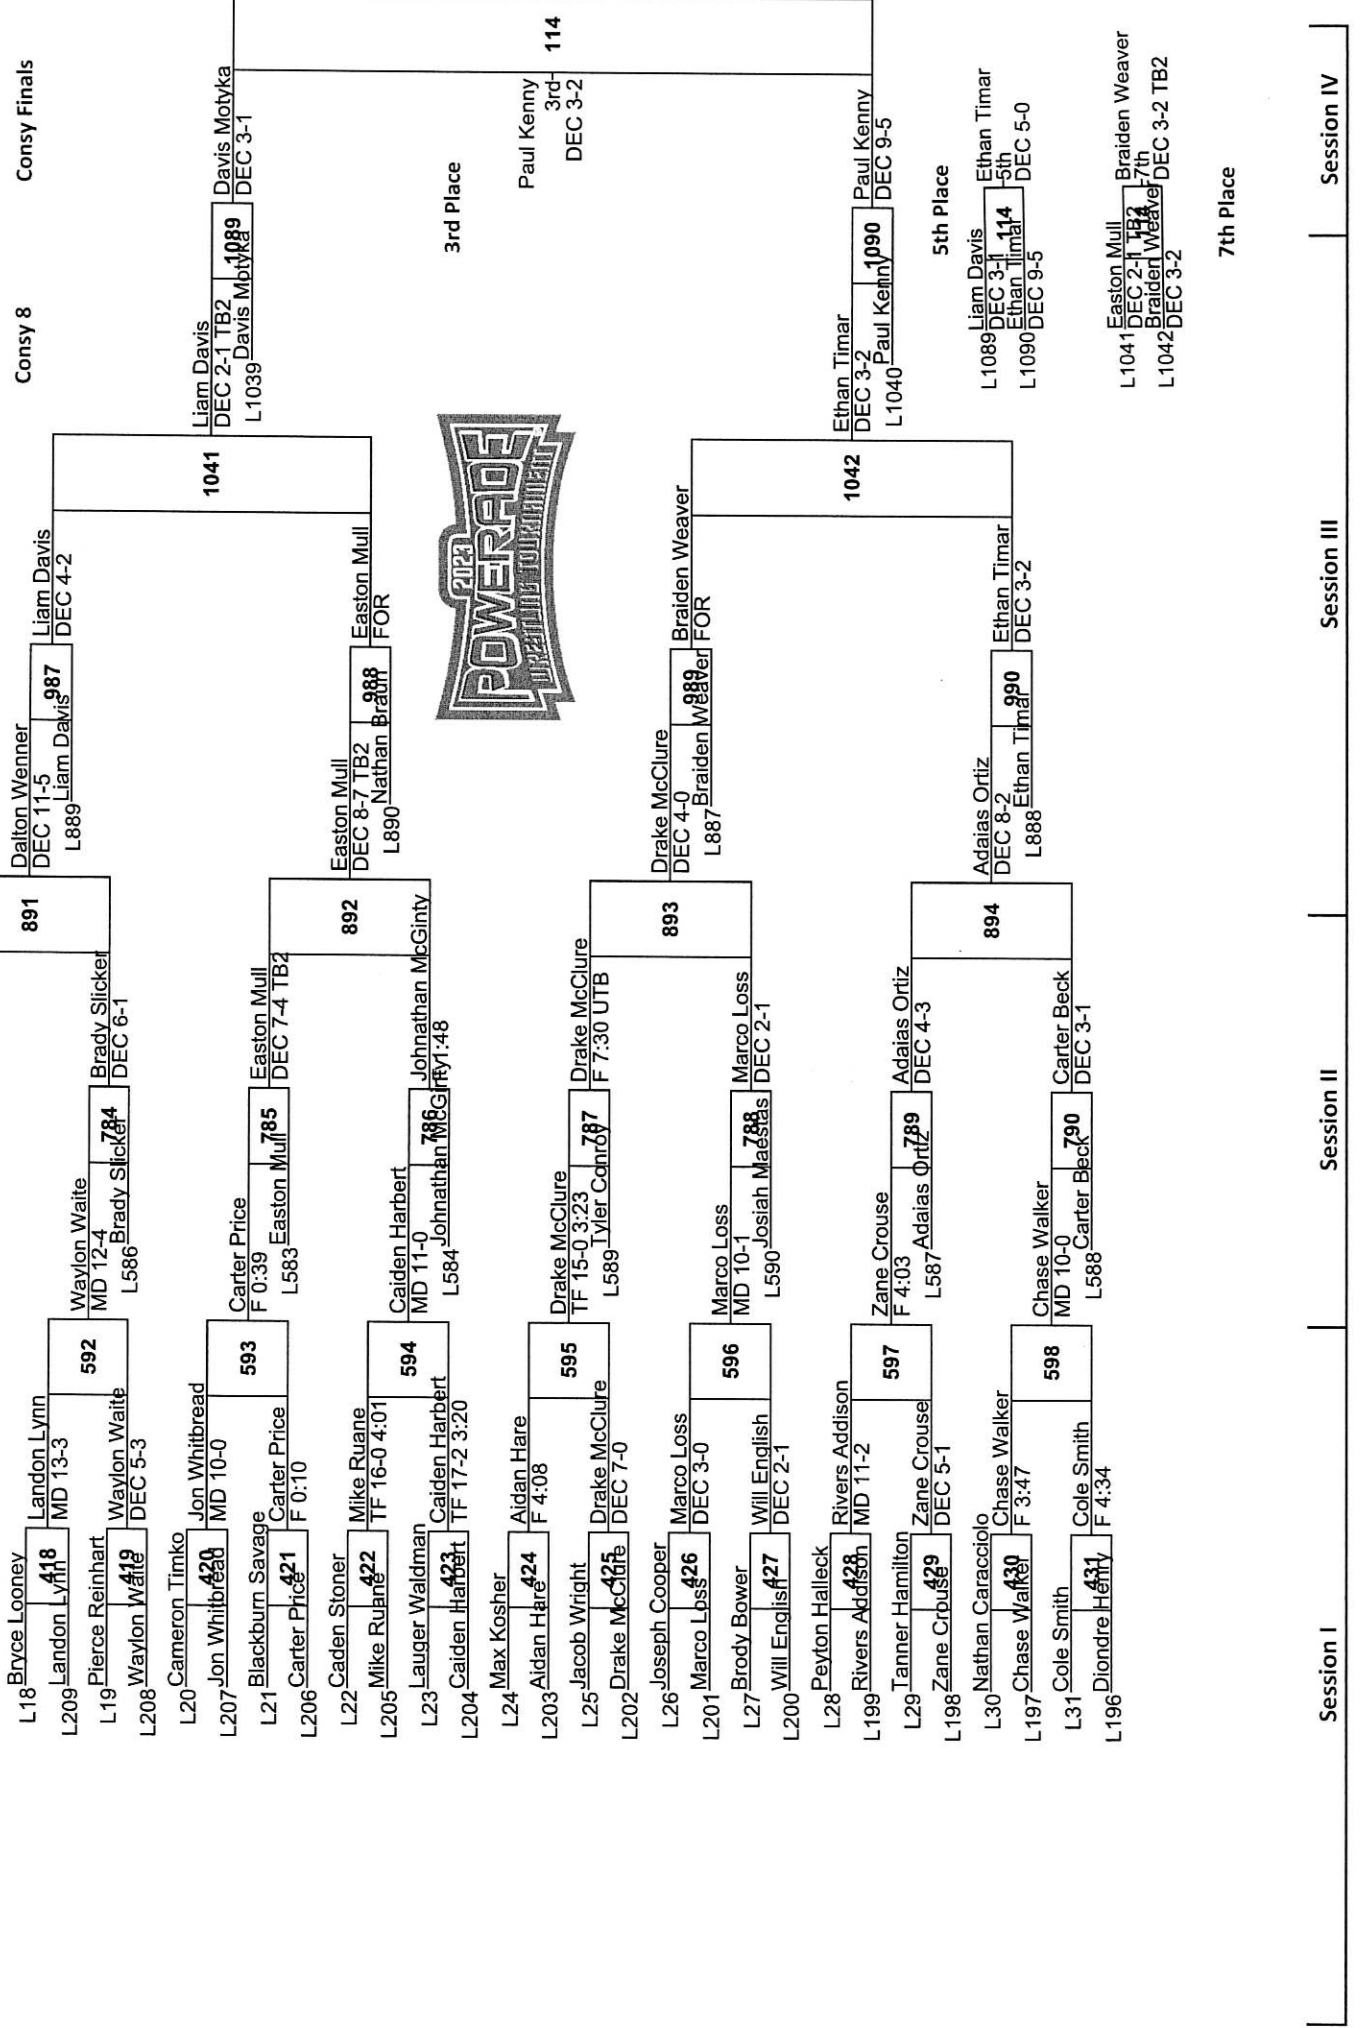 Consy 8
Consy Finals
L18 Bryce Looney
418
L209 Landon Lynn
Landon Lynn
MD 13-3
L19 Pierce Reinhart
419
L208 Waylon Waite
Waylon Waite
DEC 5-3
592
Waylon Waite
MD 12-4
784
L586 Brady Slicker
Brady Slicker
DEC 6-1
891
Dalton Wenner
DEC 11-5
987
L889 Liam Davis
Liam Davis
DEC 4-2
L20 Cameron Timko
420
L207 Jon Whitbread
Jon Whitbread
MD 10-0
L21 Blackburn Savage
421
L206 Carter Price
Carter Price
F 0:10
593
Carter Price
F 0:39
785
L583 Easton Mull
Easton Mull
DEC 7-4 TB2
L22 Caden Stoner
422
L205 Mike Ruane
Mike Ruane
TF 16-0 4:01
L23 Lauger Waldman
423
L204 Caiden Harbert
Caiden Harbert
TF 17-2 3:20
594
Caiden Harbert
MD 11-0
786
L584 Johnathan McGinty
Johnathan McGinty
F 1:48
892
Easton Mull
DEC 8-7 TB2
988
L890 Nathan Braun
Easton Mull
FOR
1041
Liam Davis
DEC 2-1 TB2
1089
L1039 Davis Motyka
Davis Motyka
DEC 3-1
L24 Max Kosher
424
L203 Aidan Hare
Aidan Hare
F 4:08
L25 Jacob Wright
425
L202 Drake McClure
Drake McClure
DEC 7-0
595
Drake McClure
TF 15-0 3:23
787
L589 Tyler Conroy
Drake McClure
F 7:30 UTB
L26 Joseph Cooper
426
L201 Marco Loss
Marco Loss
DEC 3-0
L27 Brody Bower
427
L200 Will English
Will English
DEC 2-1
596
Marco Loss
MD 10-1
788
L590 Josiah Maestas
Marco Loss
DEC 2-1
893
Drake McClure
DEC 4-0
989
L887 Braiden Weaver
Braiden Weaver
FOR
L28 Peyton Halleck
428
L199 Rivers Addison
Rivers Addison
MD 11-2
L29 Tanner Hamilton
429
L198 Zane Crouse
Zane Crouse
DEC 5-1
597
Zane Crouse
F 4:03
789
L587 Adaias Ortiz
Adaias Ortiz
DEC 4-3
L30 Nathan Caracciolo
430
L197 Chase Walker
Chase Walker
F 3:47
L31 Cole Smith
431
L196 Diondre Henry
Cole Smith
F 4:34
598
Chase Walker
MD 10-0
790
L588 Carter Beck
Carter Beck
DEC 3-1
894
Adaias Ortiz
DEC 8-2
990
L888 Ethan Timar
Ethan Timar
DEC 3-2
1042
Ethan Timar
DEC 3-2
1090
L1040 Paul Kenny
Paul Kenny
DEC 9-5
114
Paul Kenny
3rd
DEC 3-2
3rd Place
2023
POWERADE
WRESTLING TOURNAMENT
5th Place
L1089 Liam Davis
DEC 3-1
114
L1090 Ethan Timar
DEC 9-5
Ethan Timar
5th
DEC 5-0
L1041 Easton Mull
DEC 2-1 TB2
114
L1042 Braiden Weaver
DEC 3-2
Braiden Weaver
7th
DEC 3-2 TB2
7th Place
Session I
Session II
Session III
Session IV